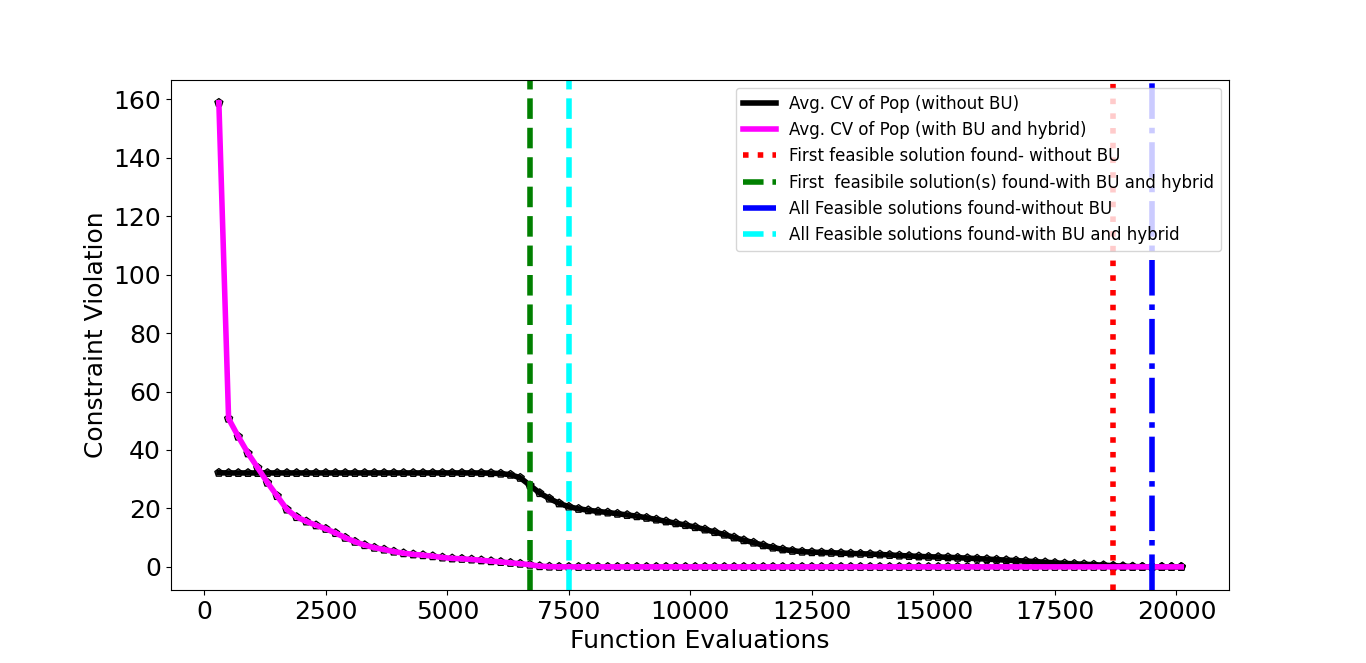 160
140
120
100
80
60
40
20
0
Constraint Violation
Avg. CV of Pop (without BU)
Avg. CV of Pop (with BU and hybrid)
First feasible solution found- without BU
First  feasibile solution(s) found-with BU and hybrid
All Feasible solutions found-without BU
All Feasible solutions found-with BU and hybrid
0 2500 5000 7500 10000 12500 15000 17500 20000
Function Evaluations